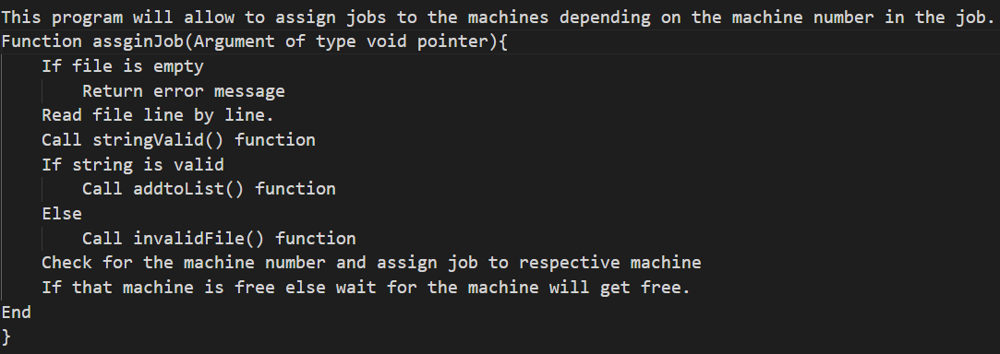 This program will allow to assign jobs to the machines depending on the machine number in the job.
Function assginJob(Argument of type void pointer){
    If file is empty
        Return error message
    Read file line by line.
    Call stringValid() function
    If string is valid
        Call addtoList() function
    Else
        Call invalidFile() function
    Check for the machine number and assign job to respective machine
    If that machine is free else wait for the machine will get free.
End
}